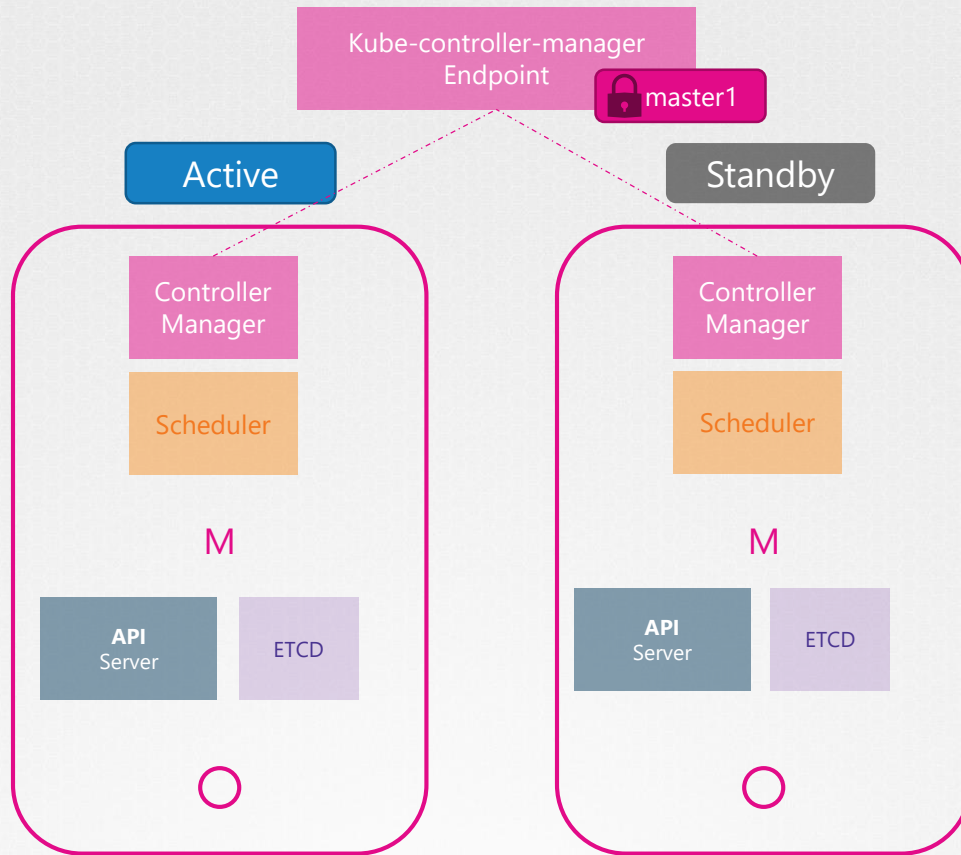 Kube-controller-manager
Endpoint
master1
Active
Standby
Controller
Manager
Scheduler
M
API
Server
ETCD
Controller
Manager
Scheduler
M
API
Server
ETCD